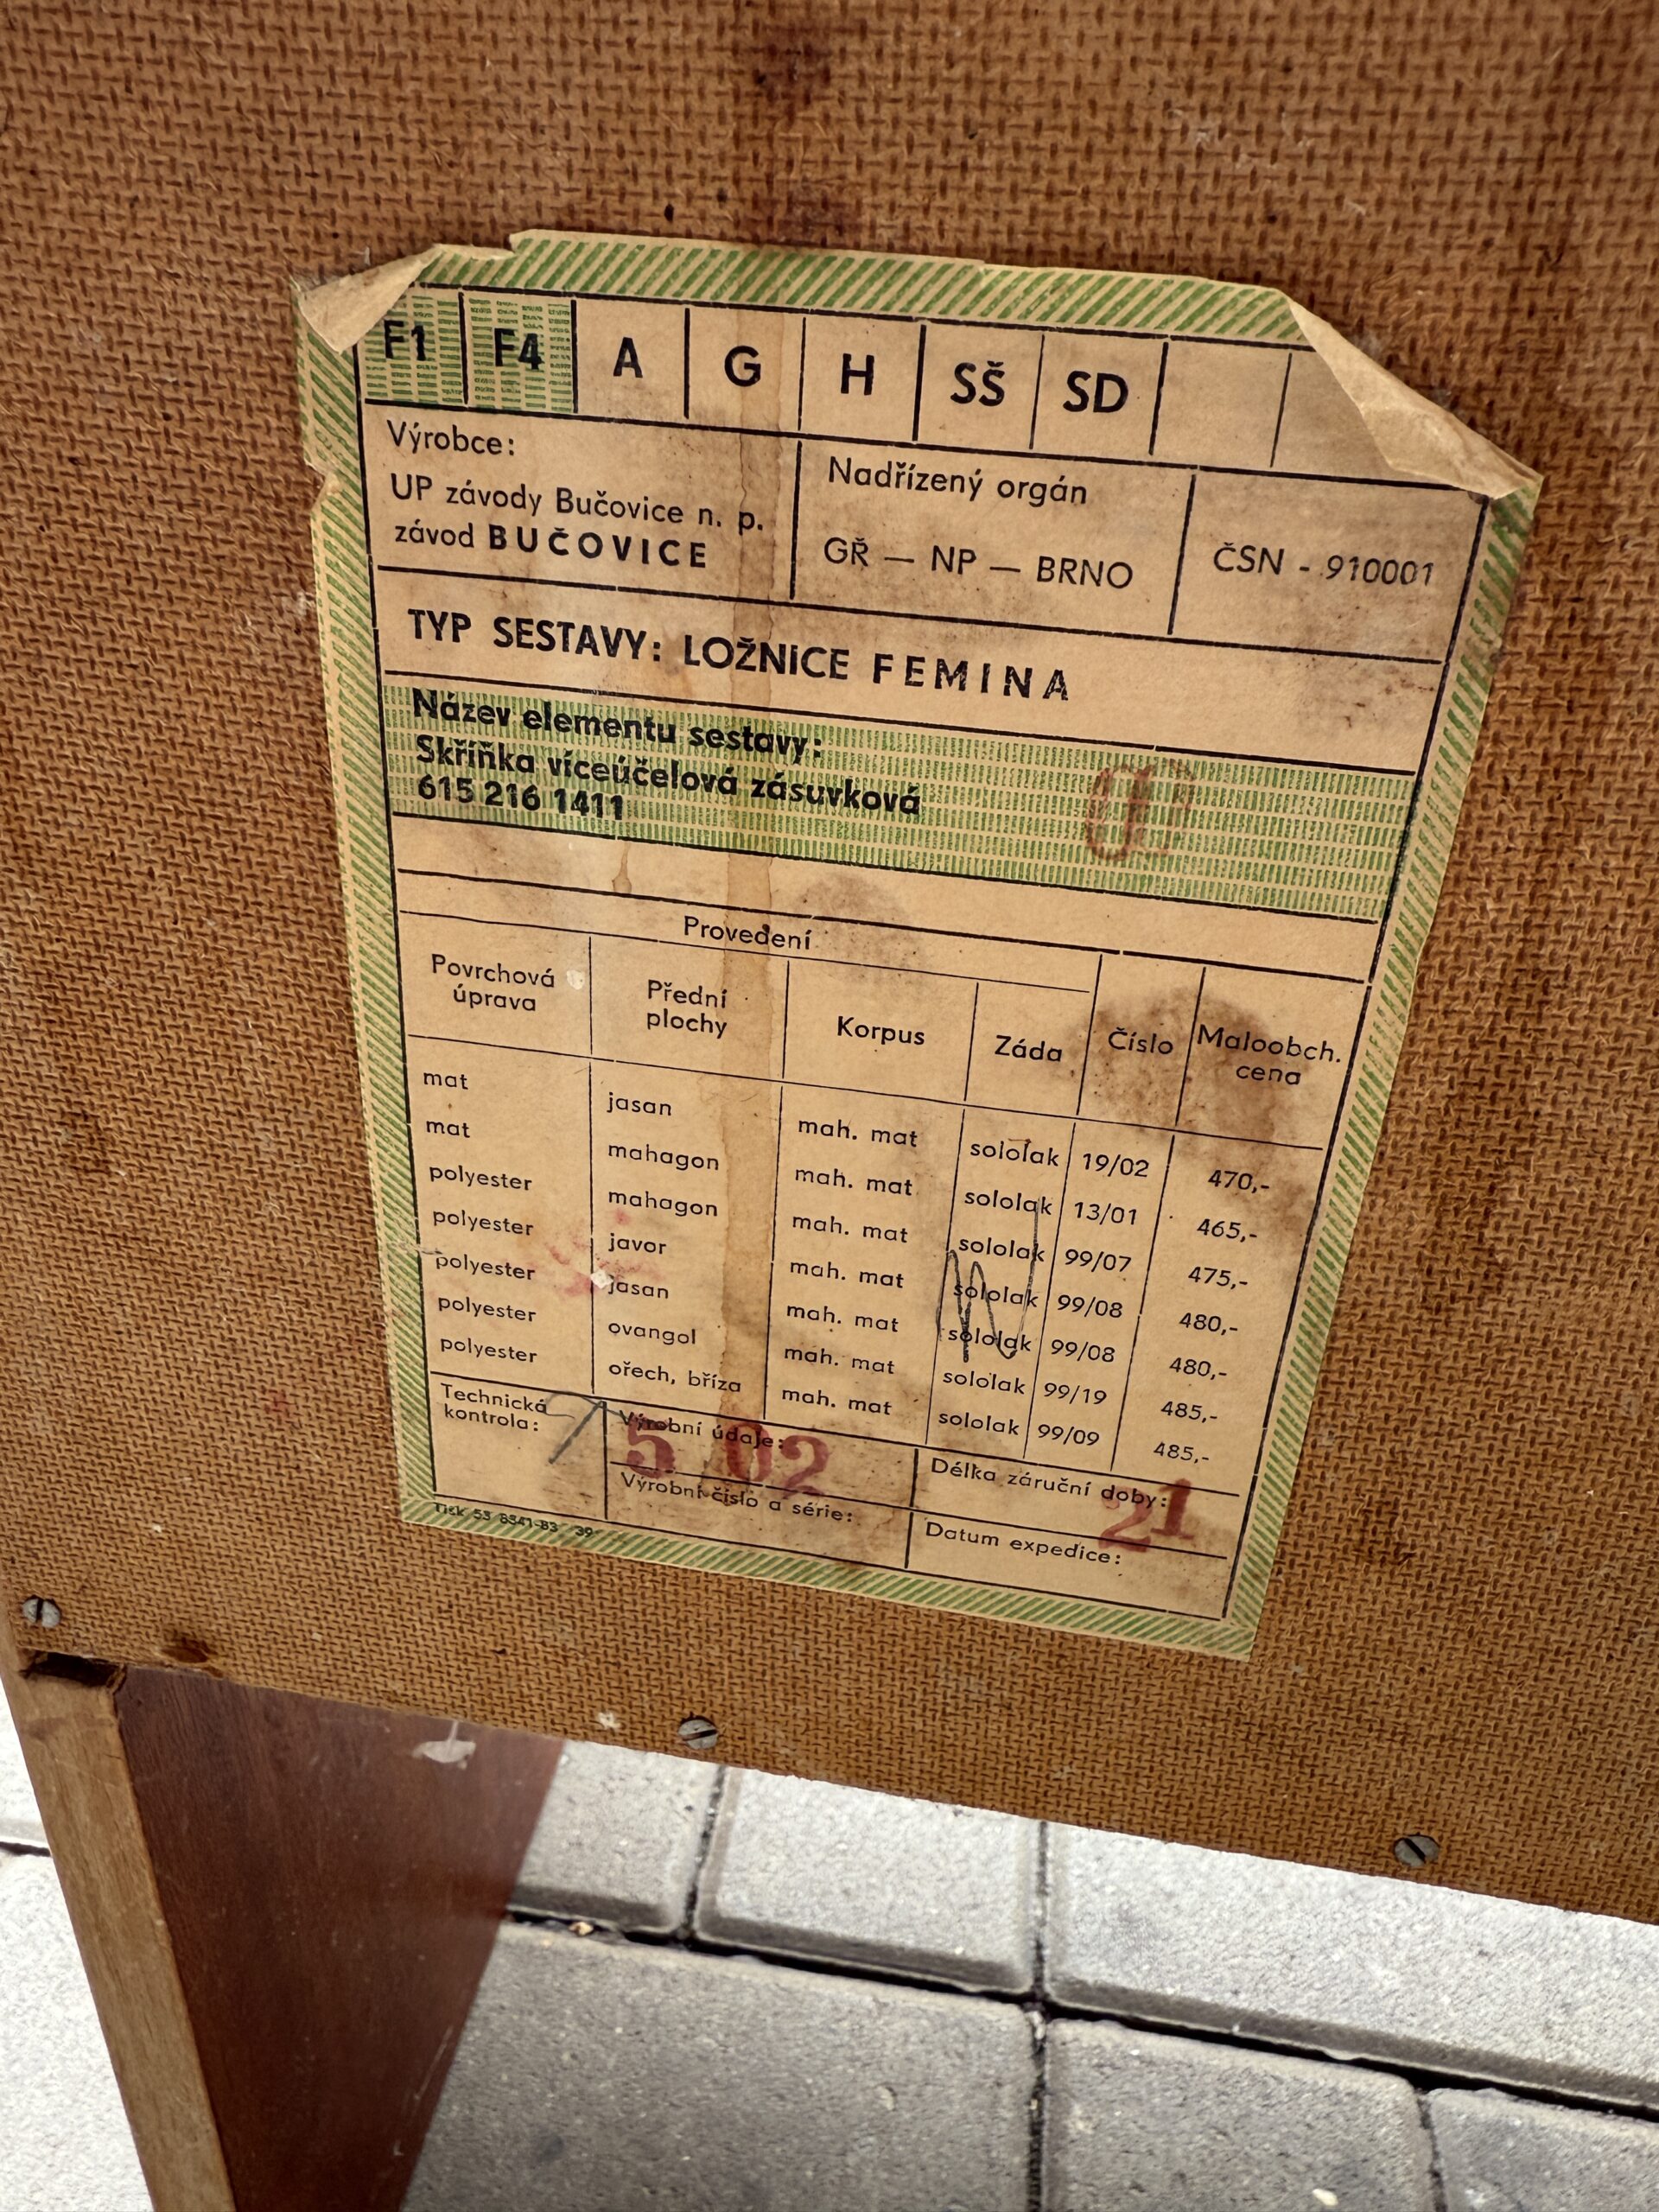 F1 F4 A G H SŠ SD
Výrobce:
UP závody Bučovice n. p.
závod BUČOVICE
Nadřízený orgán
GŘ — NP — BRNO
ČSN - 910001
TYP SESTAVY: LOŽNICE FEMINA
Název elementu sestavy:
Skříňka víceúčelová zásuvková
615 216 1411
Provedení
Povrchová úprava Přední plochy Korpus Záda Číslo Maloobch. cena
mat jasan mah. mat sololak 19/02 470,-
mat mahagon mah. mat sololak 13/01 465,-
polyester mahagon mah. mat sololak 99/07 475,-
polyester javor mah. mat sololak 99/08 480,-
polyester jasan mah. mat sololak 99/08 480,-
polyester ovangol mah. mat sololak 99/19 485,-
polyester ořech, bříza mah. mat sololak 99/09 485,-
Technická
kontrola:
Výrobní údaje:
5 02
Výrobní číslo a série:
Délka záruční doby:
21
Datum expedice:
Tisk 53 8341-83 39